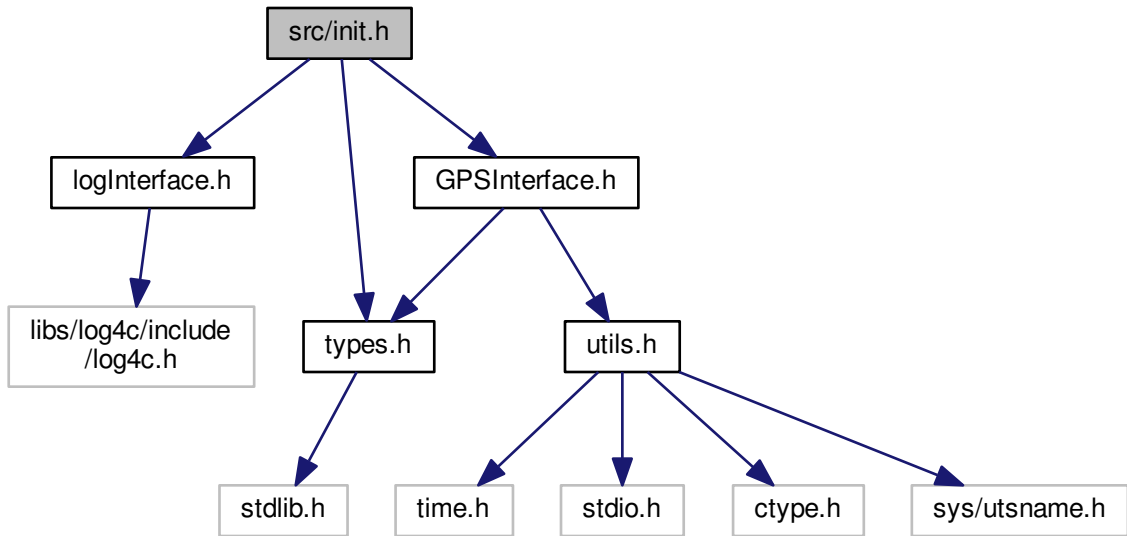 src/init.h
logInterface.h
GPSInterface.h
libs/log4c/include
/log4c.h
types.h
utils.h
stdlib.h
time.h
stdio.h
ctype.h
sys/utsname.h